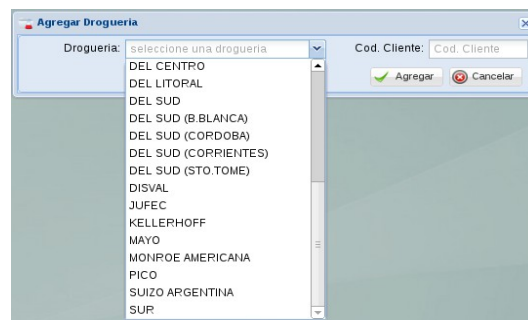 Agregar Drogueria
Drogueria: seleccione una drogueria Cod. Cliente: Cod. Cliente
Agregar Cancelar
DEL CENTRO
DEL LITORAL
DEL SUD
DEL SUD (B.BLANCA)
DEL SUD (CORDOBA)
DEL SUD (CORRIENTES)
DEL SUD (STO.TOME)
DISVAL
JUFEC
KELLERHOFF
MAYO
MONROE AMERICANA
PICO
SUIZO ARGENTINA
SUR